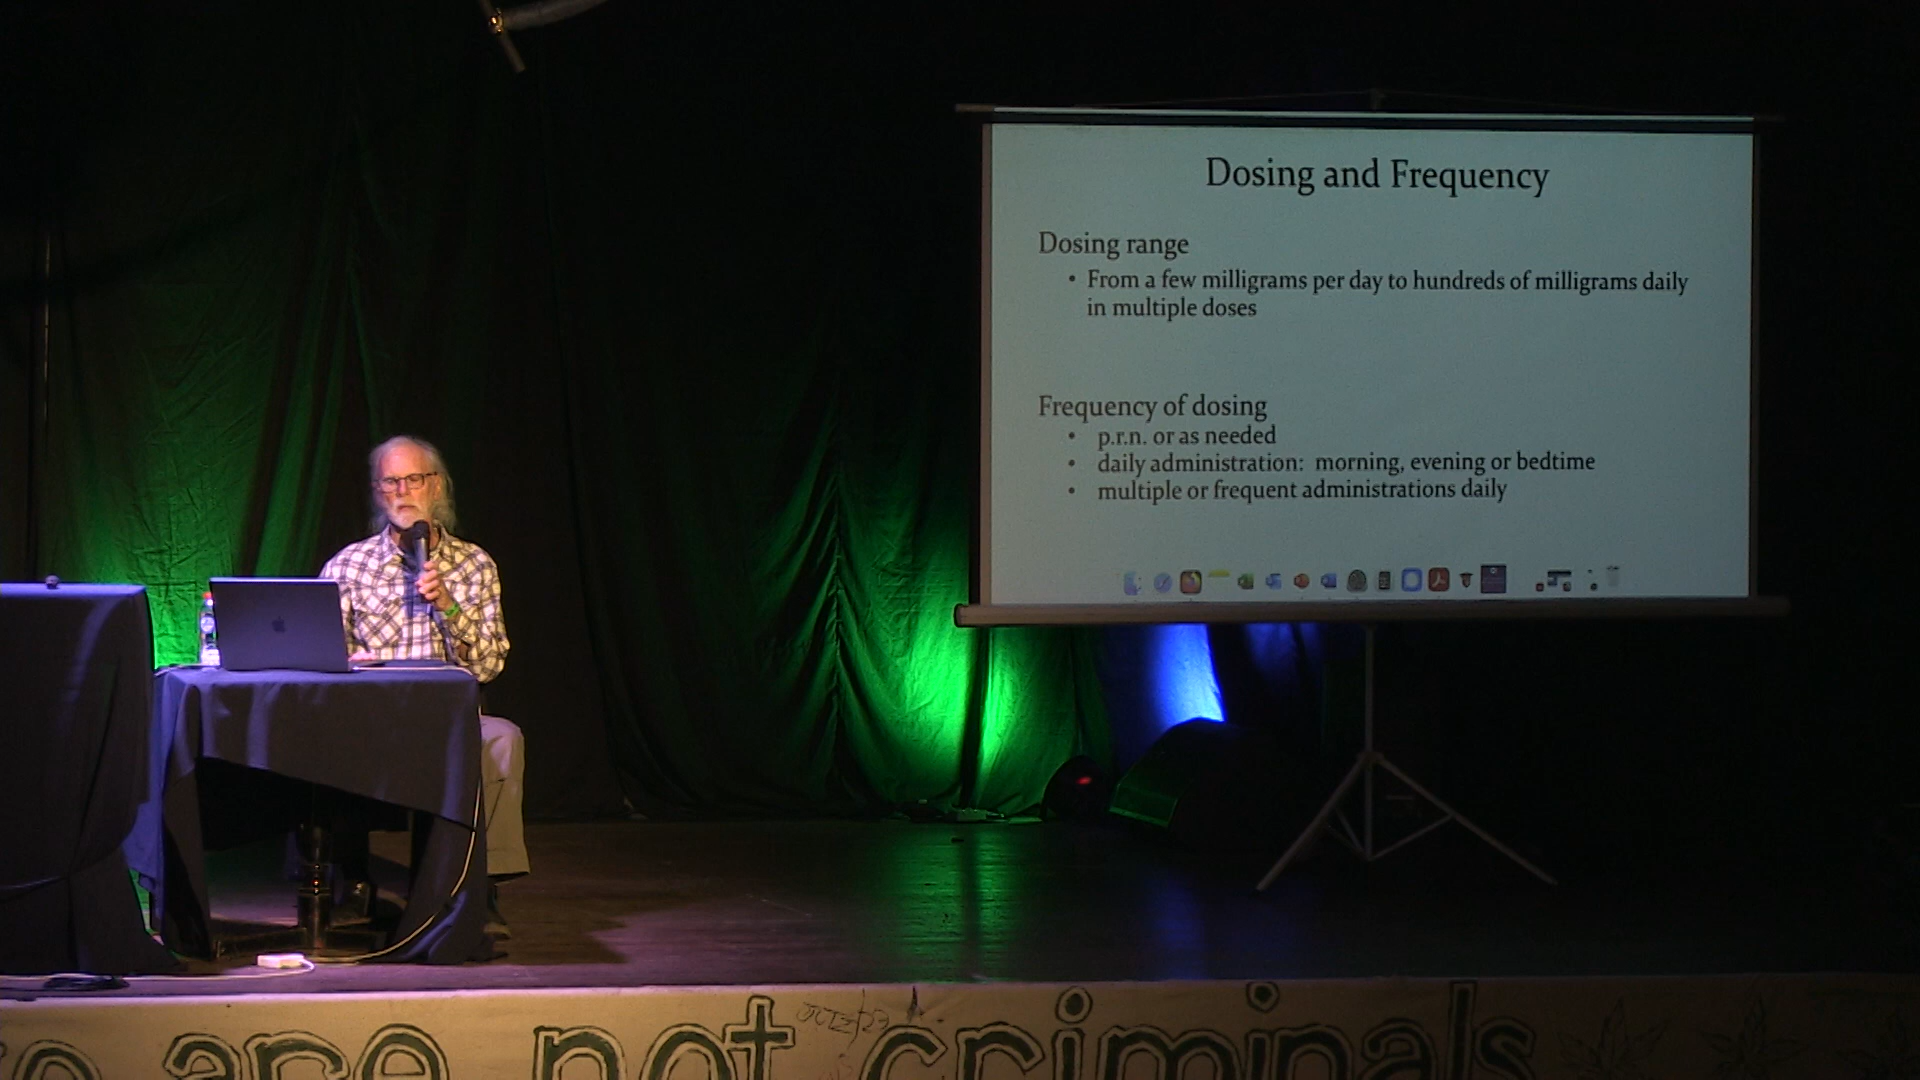 Dosing and Frequency
Dosing range
• From a few milligrams per day to hundreds of milligrams daily
in multiple doses
Frequency of dosing
• p.r.n. or as needed
• daily administration: morning, evening or bedtime
• multiple or frequent administrations daily
are not criminals